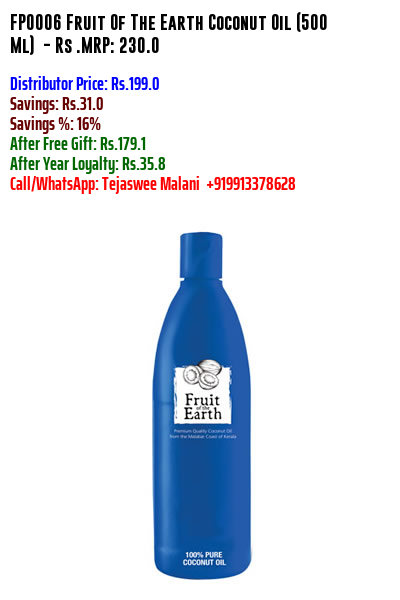 FP0006 Fruit Of The Earth Coconut Oil (500
Ml) - Rs .MRP: 230.0
Distributor Price: Rs.199.0
Savings: Rs.31.0
Savings %: 16%
After Free Gift: Rs.179.1
After Year Loyalty: Rs.35.8
Call/WhatsApp: Tejaswee Malani +919913378628
Fruit
of the
Earth
Premium Quality Coconut Oil
from the Malabar Coast of Kerala
100% PURE
COCONUT OIL